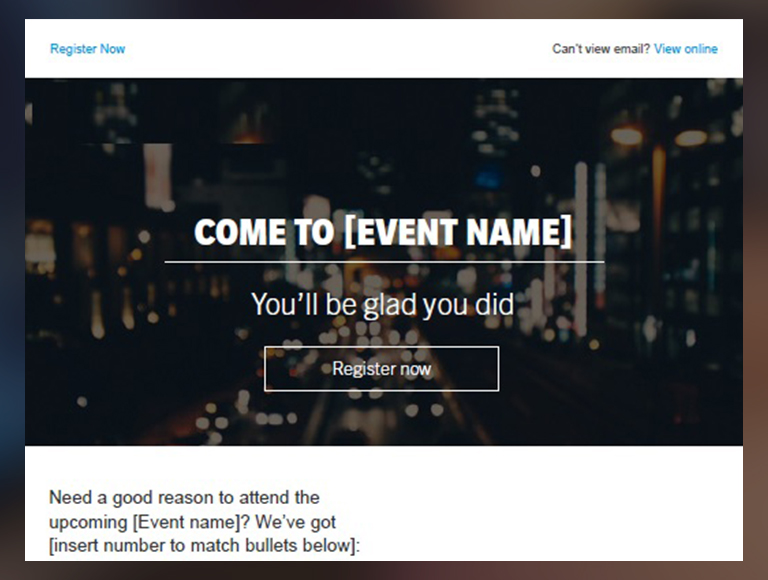 Register Now
Can't view email? View online
COME TO [EVENT NAME]
You'll be glad you did
Register now
Need a good reason to attend the
upcoming [Event name]? We've got
[insert number to match bullets below]: